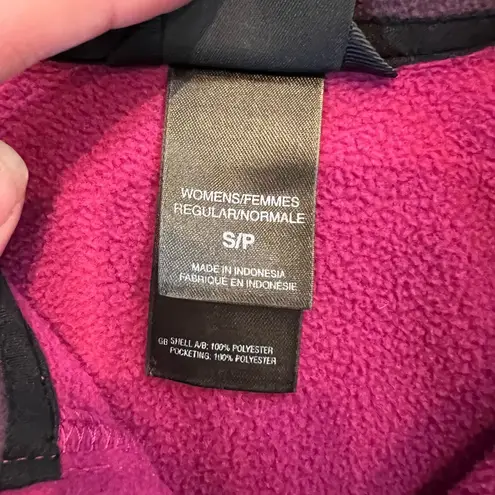 WOMENS/FEMMES
REGULAR/NORMALE
S/P
MADE IN INDONESIA
FABRIQUÉ EN INDONÉSIE
GB SHELL A/B: 100% POLYESTER
POCKETING: 100% POLYESTER